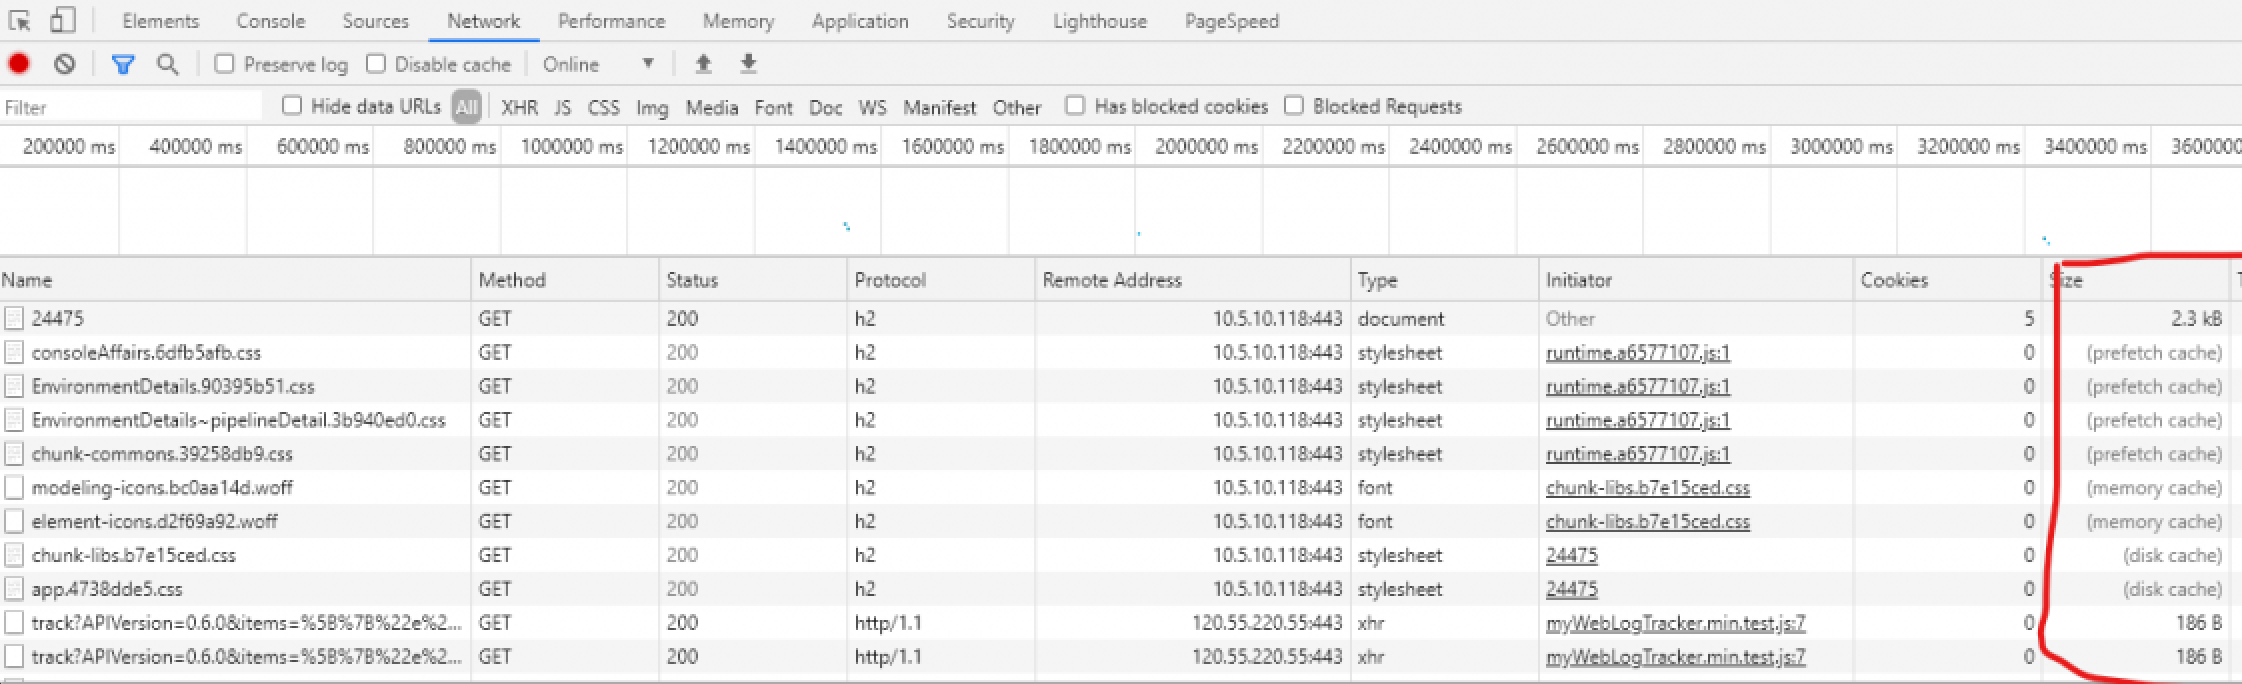 Elements Console Sources Network Performance Memory Application Security Lighthouse PageSpeed
Preserve log Disable cache Online
Filter Hide data URLs All XHR JS CSS Img Media Font Doc WS Manifest Other Has blocked cookies Blocked Requests
200000 ms 400000 ms 600000 ms 800000 ms 1000000 ms 1200000 ms 1400000 ms 1600000 ms 1800000 ms 2000000 ms 2200000 ms 2400000 ms 2600000 ms 2800000 ms 3000000 ms 3200000 ms 3400000 ms 3600000
Name Method Status Protocol Remote Address Type Initiator Cookies Size T
24475 GET 200 h2 10.5.10.118:443 document Other 5 2.3 kB
consoleAffairs.6dfb5afb.css GET 200 h2 10.5.10.118:443 stylesheet runtime.a6577107.js:1 0 (prefetch cache)
EnvironmentDetails.90395b51.css GET 200 h2 10.5.10.118:443 stylesheet runtime.a6577107.js:1 0 (prefetch cache)
EnvironmentDetails~pipelineDetail.3b940ed0.css GET 200 h2 10.5.10.118:443 stylesheet runtime.a6577107.js:1 0 (prefetch cache)
chunk-commons.39258db9.css GET 200 h2 10.5.10.118:443 stylesheet runtime.a6577107.js:1 0 (prefetch cache)
modeling-icons.bc0aa14d.woff GET 200 h2 10.5.10.118:443 font chunk-libs.b7e15ced.css 0 (memory cache)
element-icons.d2f69a92.woff GET 200 h2 10.5.10.118:443 font chunk-libs.b7e15ced.css 0 (memory cache)
chunk-libs.b7e15ced.css GET 200 h2 10.5.10.118:443 stylesheet 24475 0 (disk cache)
app.4738dde5.css GET 200 h2 10.5.10.118:443 stylesheet 24475 0 (disk cache)
track?APIVersion=0.6.0&items=%5B%7B%22e%2... GET 200 http/1.1 120.55.220.55:443 xhr myWebLogTracker.min.test.js:7 0 186 B
track?APIVersion=0.6.0&items=%5B%7B%22e%2... GET 200 http/1.1 120.55.220.55:443 xhr myWebLogTracker.min.test.js:7 0 186 B